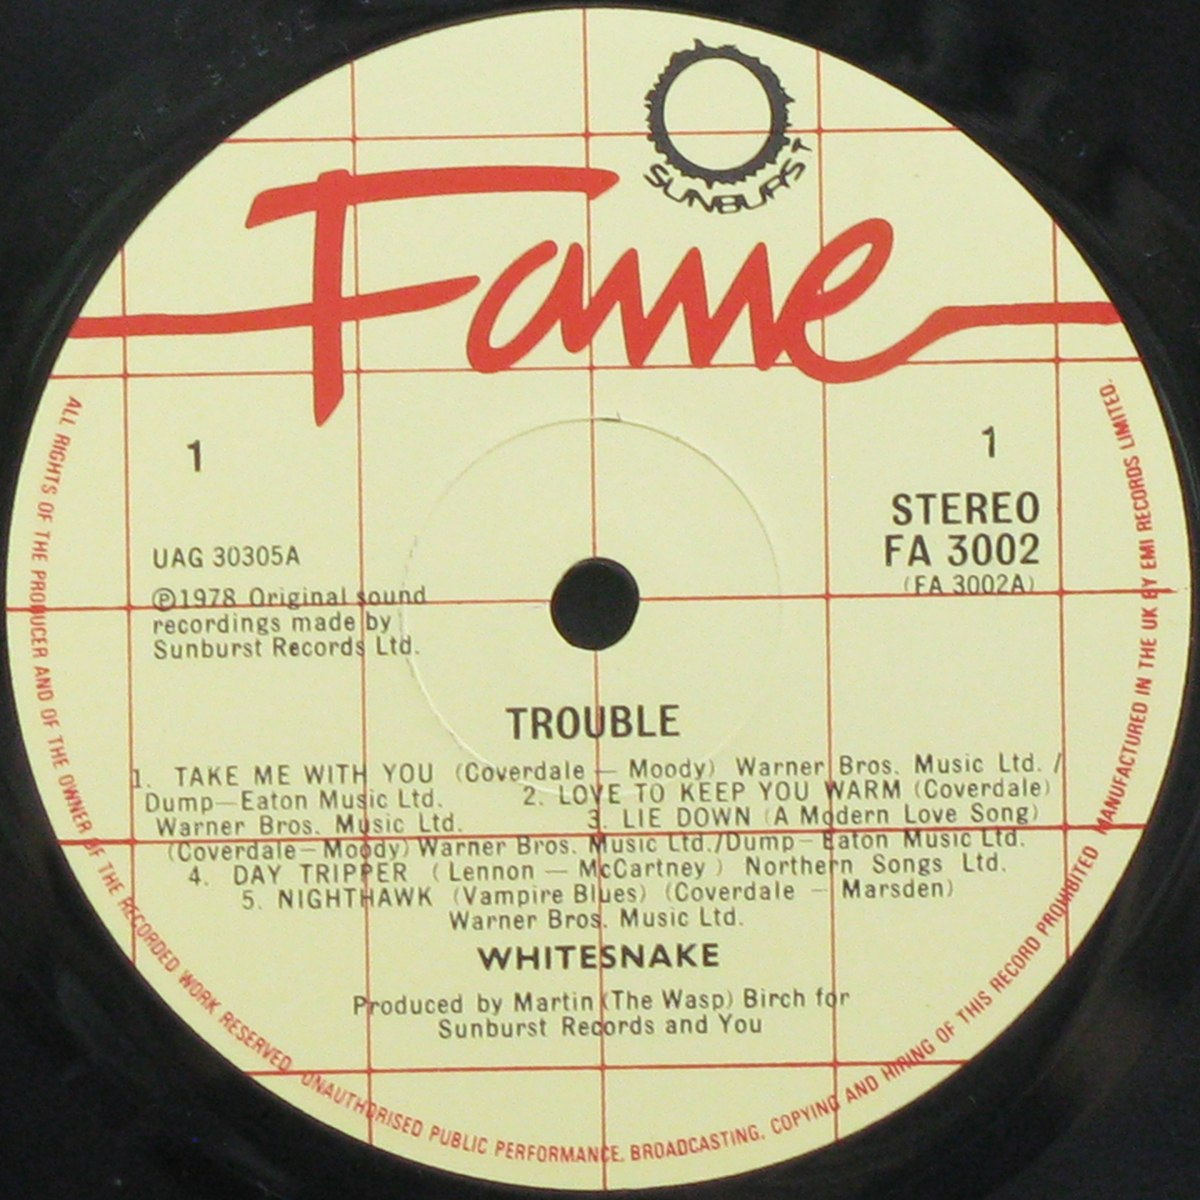 SUNBURST
Fame
1
1
STEREO
FA 3002
(FA 3002A)
UAG 30305A
Ⓟ1978 Original sound
recordings made by
Sunburst Records Ltd.
TROUBLE
1. TAKE ME WITH YOU (Coverdale — Moody) Warner Bros. Music Ltd. /
Dump—Eaton Music Ltd. 2. LOVE TO KEEP YOU WARM (Coverdale)
Warner Bros. Music Ltd. 3. LIE DOWN (A Modern Love Song)
(Coverdale—Moody) Warner Bros. Music Ltd./Dump—Eaton Music Ltd.
4. DAY TRIPPER (Lennon — McCartney) Northern Songs Ltd.
5. NIGHTHAWK (Vampire Blues) (Coverdale — Marsden)
Warner Bros. Music Ltd.
WHITESNAKE
Produced by Martin (The Wasp) Birch for
Sunburst Records and You
ALL RIGHTS OF THE PRODUCER AND OF THE OWNER OF THE RECORDED WORK RESERVED. UNAUTHORISED PUBLIC PERFORMANCE, BROADCASTING, COPYING AND HIRING OF THIS RECORD PROHIBITED MANUFACTURED IN THE UK BY EMI RECORDS LIMITED.